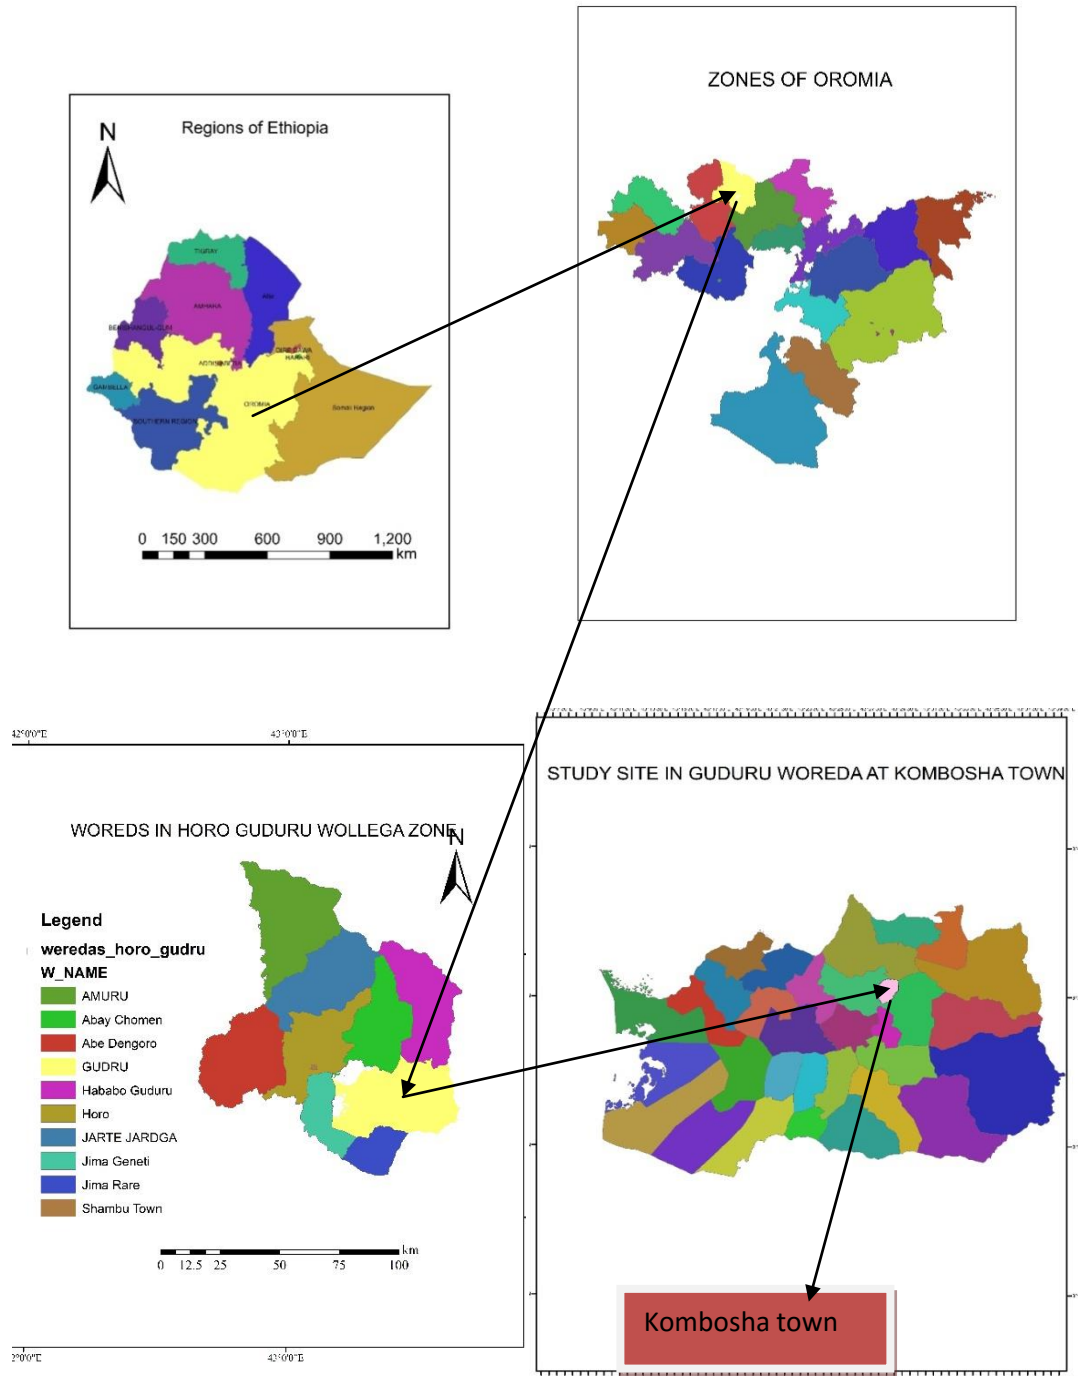 ZONES OF OROMIA
Regions of Ethiopia
N
TIGRAY
Afar
AMHARA
DIRE DAWA
GAMBELLA
OROMIA
Somali Region
SOUTHERN REGION
0 150 300 600 900 1,200
km
STUDY SITE IN GUDURU WOREDA AT KOMBOSHA TOWN
WOREDS IN HORO GUDURU WOLLEGA ZONE
N
Legend
weredas_horo_gudru
W_NAME
AMURU
Abay Chomen
Abe Dengoro
GUDRU
Hababo Guduru
Horo
JARTE JARDGA
Jima Geneti
Jima Rare
Shambu Town
km
0 12.5 25 50 75 100
Kombosha town